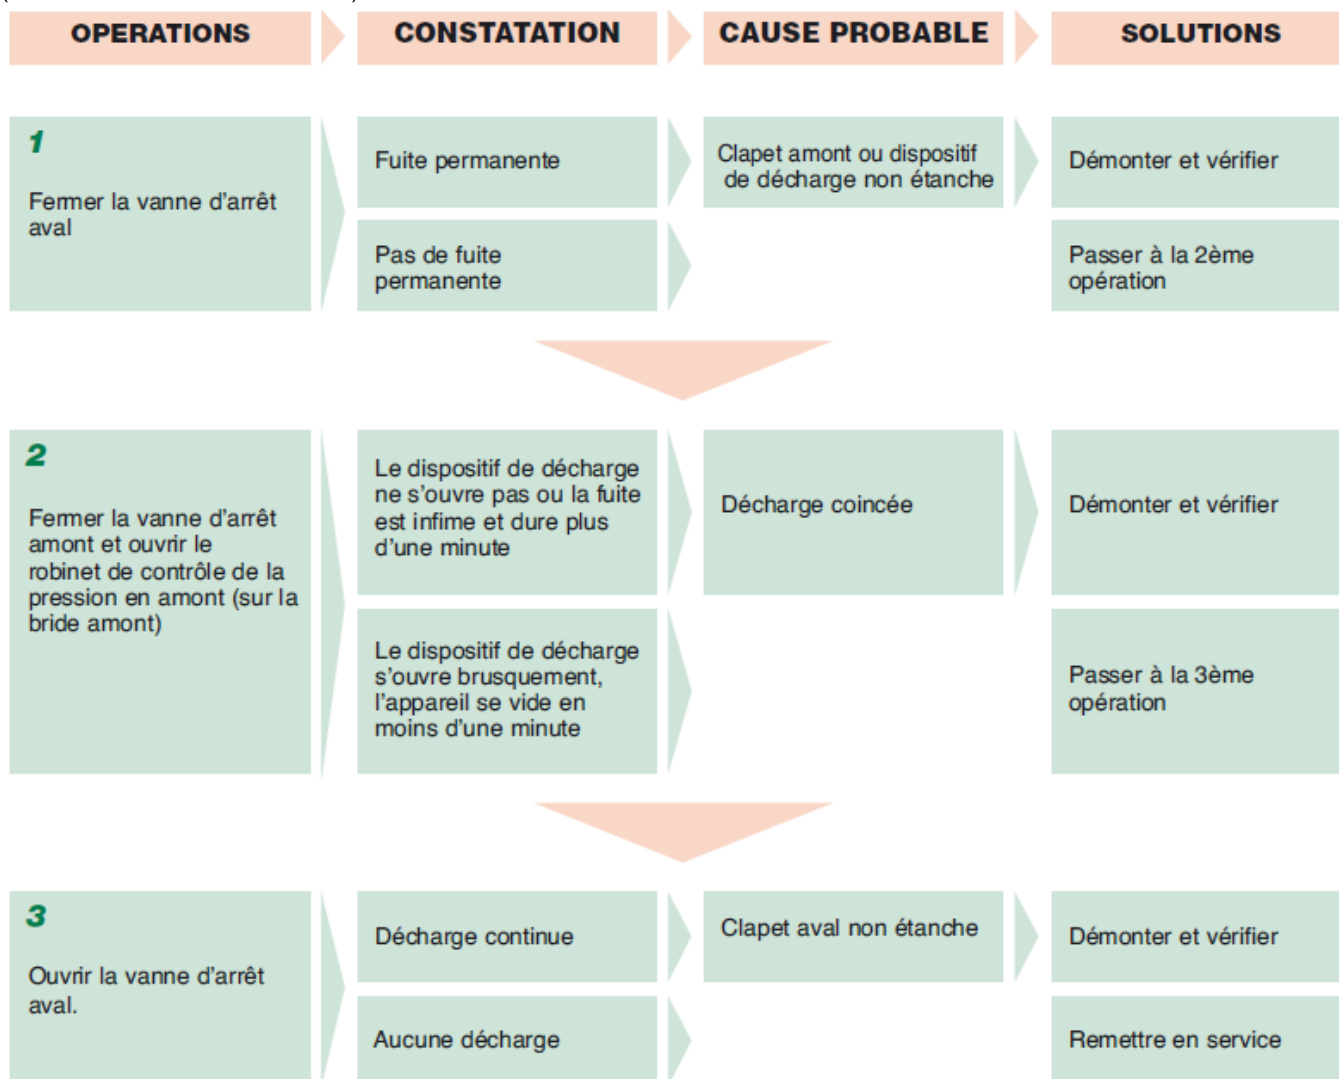 OPERATIONS
CONSTATATION
CAUSE PROBABLE
SOLUTIONS
1
Fermer la vanne d'arrêt
aval
Fuite permanente
Clapet amont ou dispositif
de décharge non étanche
Démonter et vérifier
Pas de fuite
permanente
Passer à la 2ème
opération
2
Fermer la vanne d'arrêt
amont et ouvrir le
robinet de contrôle de la
pression en amont (sur la
bride amont)
Le dispositif de décharge
ne s'ouvre pas ou la fuite
est infime et dure plus
d'une minute
Décharge coincée
Démonter et vérifier
Le dispositif de décharge
s'ouvre brusquement,
l'appareil se vide en
moins d'une minute
Passer à la 3ème
opération
3
Ouvrir la vanne d'arrêt
aval.
Décharge continue
Clapet aval non étanche
Démonter et vérifier
Aucune décharge
Remettre en service